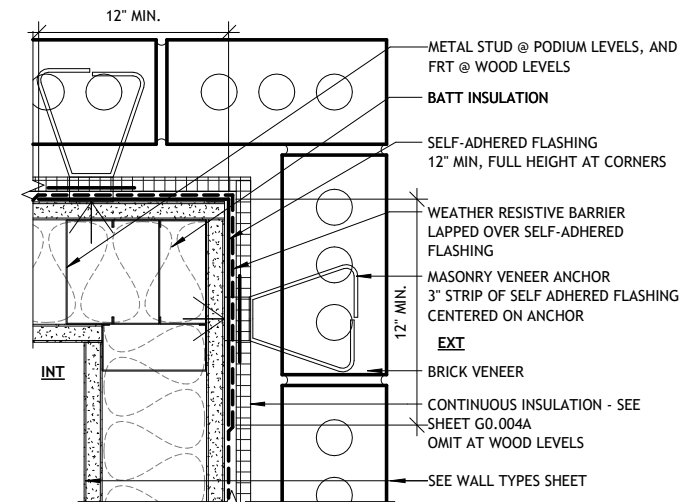 12" MIN.
METAL STUD @ PODIUM LEVELS, AND
FRT @ WOOD LEVELS
BATT INSULATION
SELF-ADHERED FLASHING
12" MIN, FULL HEIGHT AT CORNERS
WEATHER RESISTIVE BARRIER
LAPPED OVER SELF-ADHERED
FLASHING
MASONRY VENEER ANCHOR
3" STRIP OF SELF ADHERED FLASHING
CENTERED ON ANCHOR
12" MIN.
EXT
INT
BRICK VENEER
CONTINUOUS INSULATION - SEE
SHEET G0.004A
OMIT AT WOOD LEVELS
SEE WALL TYPES SHEET